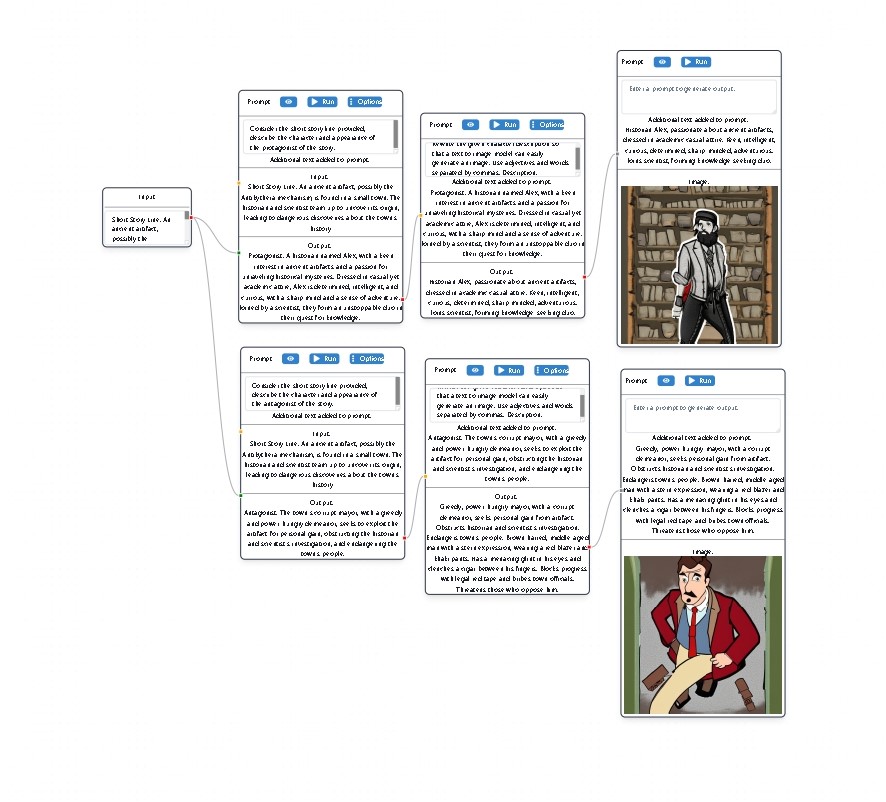 Input
Short Story Line. An
ancient artifact,
possibly the
Prompt
Run
Options
Consider the short story line provided,
describe the character and appearance of
the protagonist of the story.
Additional text added to prompt.
Input
Short Story Line. An ancient artifact, possibly the
Antikythera mechanism, is found in a small town. The
historian and scientist team up to uncover its origin,
leading to dangerous discoveries about the towns
history
Output
Protagonist. A historian named Alex, with a keen
interest in ancient artifacts and a passion for
unraveling historical mysteries. Dressed in casual yet
academic attire, Alex is intelligent, and
curious, with a sharp mind and a sense of adventure.
Joined by a scientist, they form an unstoppable duo in
their quest for knowledge.
Prompt
Run
Options
Rewrite the given character description so
that a text to image model can easily
generate an image. Use adjectives and words
separated by commas. Description.
Additional text added to prompt.
Protagonist. A historian named Alex, with a keen
interest in ancient artifacts and a passion for
unraveling historical mysteries. Dressed in casual yet
academic attire, Alex is determined, intelligent, and
curious, with a sharp mind and a sense of adventure.
Joined by a scientist, they form an unstoppable duo in
their quest for knowledge.
Output
Historian Alex, passionate about ancient artifacts,
dressed in academic casual attire. Keen, intelligent,
curious, determined, sharp minded, adventurous.
Joins scientist, forming knowledge seeking duo.
Prompt
Run
Enter a prompt to generate output.
Additional text added to prompt.
Historian Alex, passionate about ancient artifacts,
dressed in academic casual attire. Keen, intelligent,
curious, determined, sharp minded, adventurous.
Joins scientist, forming knowledge seeking duo.
Image.
Prompt
Run
Options
Consider the short story line provided,
describe the character and appearance of
the antagonist of the story.
Additional text added to prompt.
Input
Short Story Line. An ancient artifact, possibly the
Antikythera mechanism, is found in a small town. The
historian and scientist team up to uncover its origin,
leading to dangerous discoveries about the towns
history
Output
Antagonist. The towns corrupt mayor, with a greedy
and power hungry demeanor, seeks to exploit the
artifact for personal gain, obstructing the historian
and scientists investigation, and endangering the
towns people.
Prompt
Run
Options
that a text to image model can easily
generate an image. Use adjectives and words
separated by commas. Description.
Additional text added to prompt.
Antagonist. The towns corrupt mayor, with a greedy
and power hungry demeanor, seeks to exploit the
artifact for personal gain, obstructing the historian
and scientists investigation, and endangering the
towns people.
Output
Greedy, power hungry mayor, with a corrupt
demeanor, seeks personal gain from artifact.
Obstructs historian and scientists investigation.
Endangers towns people. Brown haired, middle aged
man with a stern expression, wearing a red blazer and
khaki pants. Has a menacing glint in his eyes and
clenches a cigar between his fingers. Blocks progress
with legal red tape and bribes town officials.
Threatens those who oppose him.
Prompt
Run
Enter a prompt to generate output.
Additional text added to prompt.
Greedy, power hungry mayor, with a corrupt
demeanor, seeks personal gain from artifact.
Obstructs historian and scientists investigation.
Endangers towns people. Brown haired, middle aged
man with a stern expression, wearing a red blazer and
khaki pants. Has a menacing glint in his eyes and
clenches a cigar between his fingers. Blocks progress
with legal red tape and bribes town officials.
Threatens those who oppose him.
Image.